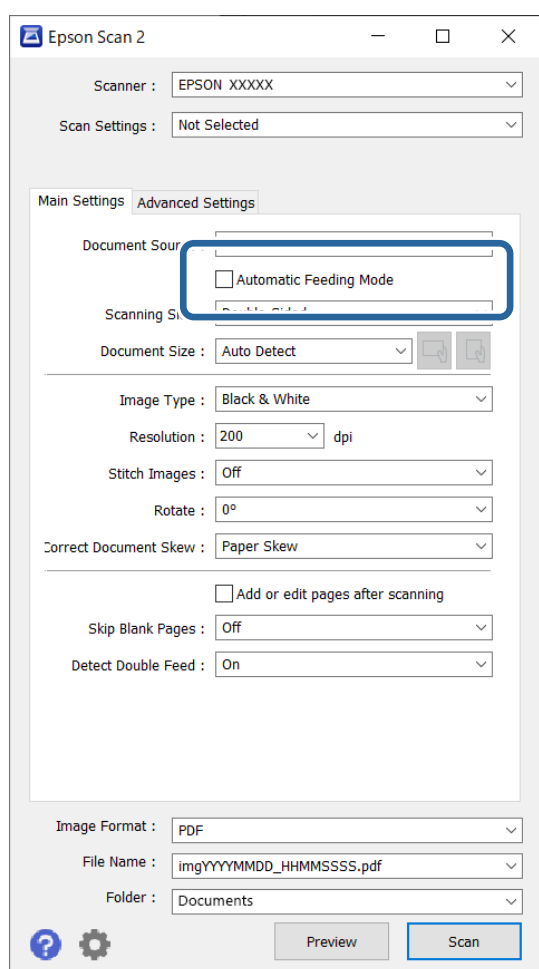 Epson Scan 2
Scanner : EPSON XXXXX
Scan Settings : Not Selected
Main Settings Advanced Settings
Document
Automatic Feeding Mode
Scanning
Document Size : Auto Detect
Image Type : Black & White
Resolution : 200 dpi
Stitch Images : Off
Rotate : 0°
Correct Document Skew : Paper Skew
Add or edit pages after scanning
Skip Blank Pages : Off
Detect Double Feed : On
Image Format : PDF
File Name : imgYYYYMMDD_HHMMSSSS.pdf
Folder : Documents
? Preview Scan